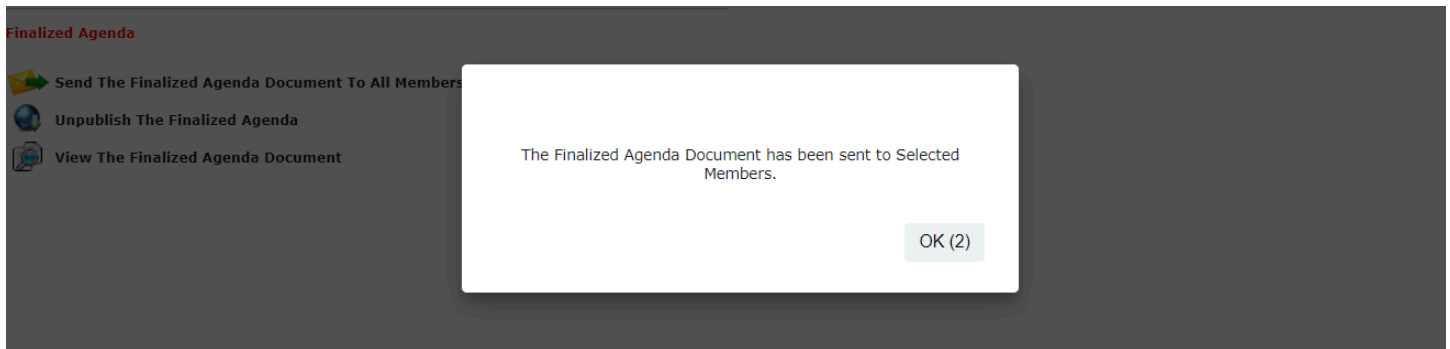 Finalized Agenda
Send The Finalized Agenda Document To All Members
Unpublish The Finalized Agenda
View The Finalized Agenda Document
The Finalized Agenda Document has been sent to Selected
Members.
OK (2)